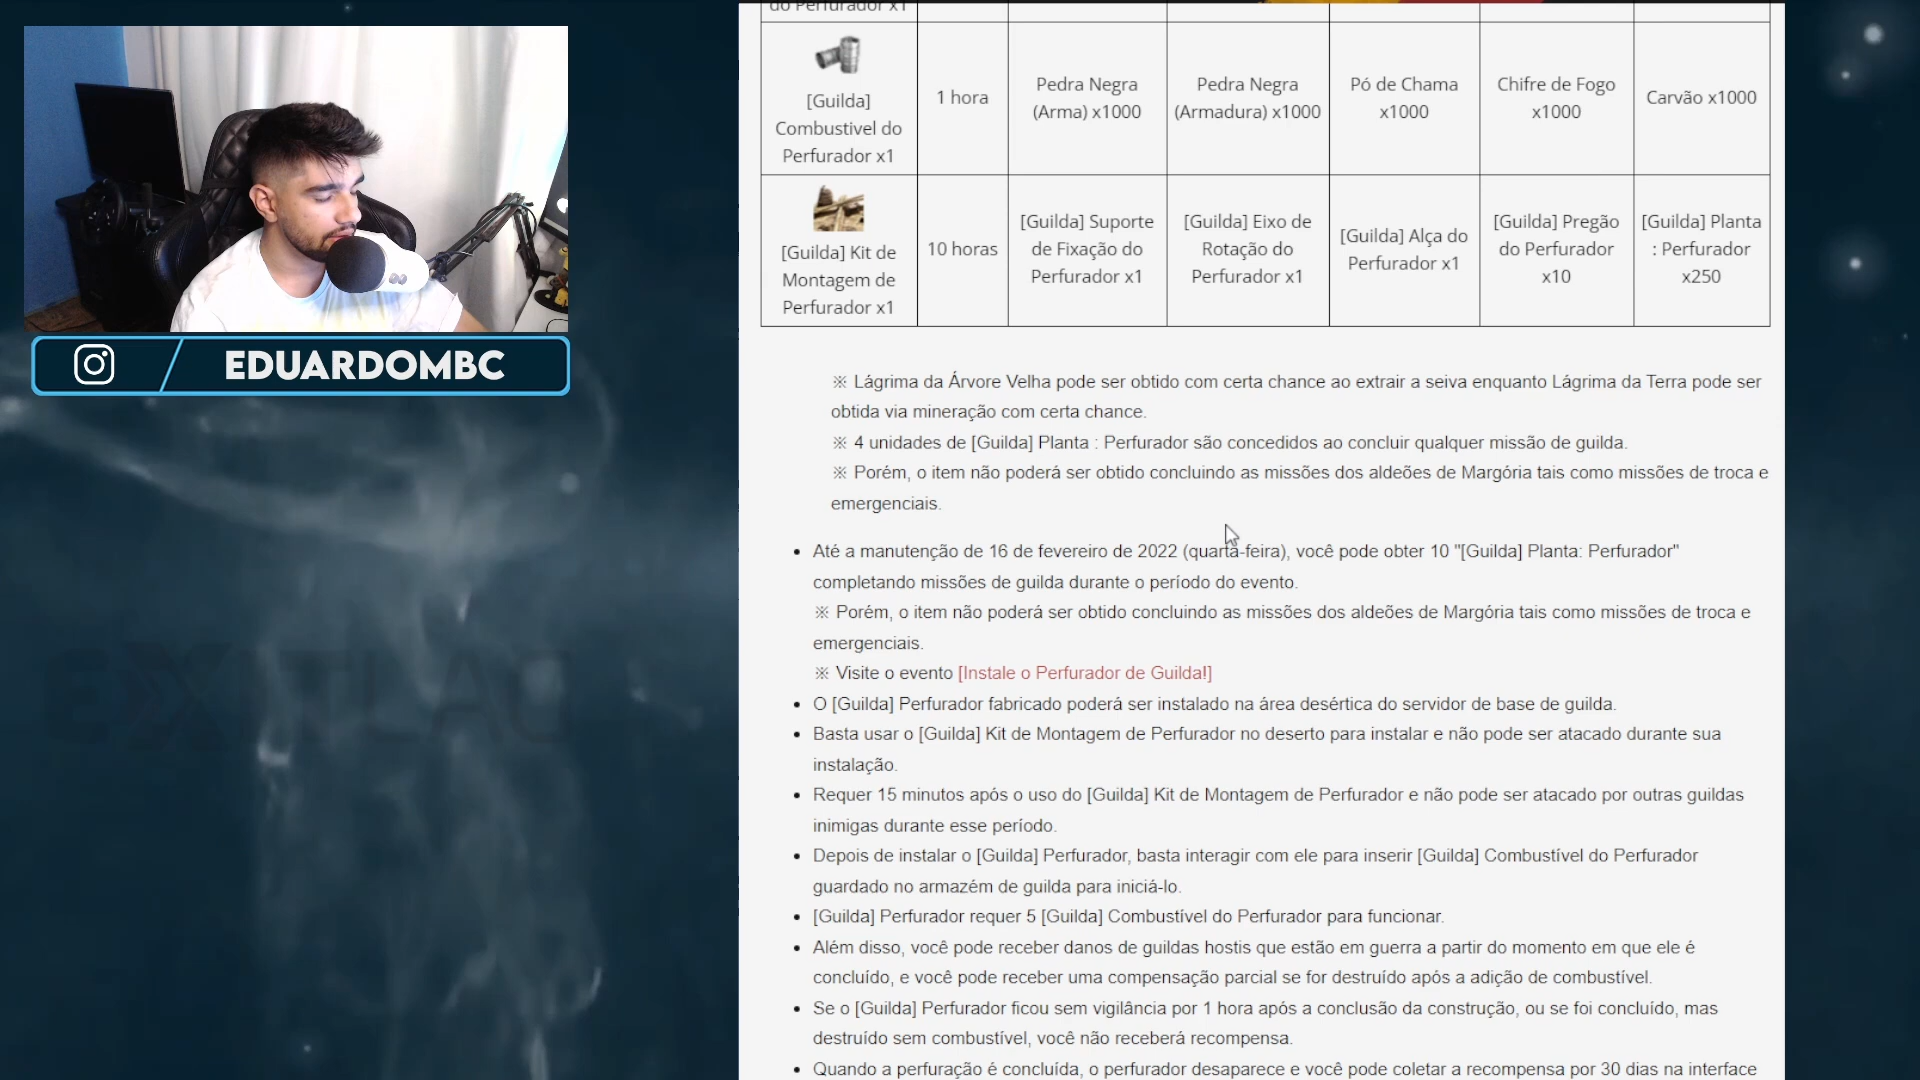 do Perfurador x1
[Guilda]
Combustivel do
Perfurador x1
1 hora
Pedra Negra
(Arma) x1000
Pedra Negra
(Armadura) x1000
Pó de Chama
x1000
Chifre de Fogo
x1000
Carvão x1000
[Guilda] Kit de
Montagem de
Perfurador x1
10 horas
[Guilda] Suporte
de Fixação do
Perfurador x1
[Guilda] Eixo de
Rotação do
Perfurador x1
[Guilda] Alça do
Perfurador x1
[Guilda] Pregão
do Perfurador
x10
[Guilda] Planta
: Perfurador
x250
EDUARDOMBC
※ Lágrima da Árvore Velha pode ser obtido com certa chance ao extrair a seiva enquanto Lágrima da Terra pode ser
obtida via mineração com certa chance.
※ 4 unidades de [Guilda] Planta : Perfurador são concedidos ao concluir qualquer missão de guilda.
※ Porém, o item não poderá ser obtido concluindo as missões dos aldeões de Margória tais como missões de troca e
emergenciais.
• Até a manutenção de 16 de fevereiro de 2022 (quarta-feira), você pode obter 10 "[Guilda] Planta: Perfurador"
completando missões de guilda durante o período do evento.
※ Porém, o item não poderá ser obtido concluindo as missões dos aldeões de Margória tais como missões de troca e
emergenciais.
※ Visite o evento [Instale o Perfurador de Guilda!]
• O [Guilda] Perfurador fabricado poderá ser instalado na área desértica do servidor de base de guilda.
• Basta usar o [Guilda] Kit de Montagem de Perfurador no deserto para instalar e não pode ser atacado durante sua
instalação.
• Requer 15 minutos após o uso do [Guilda] Kit de Montagem de Perfurador e não pode ser atacado por outras guildas
inimigas durante esse período.
• Depois de instalar o [Guilda] Perfurador, basta interagir com ele para inserir [Guilda] Combustível do Perfurador
guardado no armazém de guilda para iniciá-lo.
• [Guilda] Perfurador requer 5 [Guilda] Combustível do Perfurador para funcionar.
• Além disso, você pode receber danos de guildas hostis que estão em guerra a partir do momento em que ele é
concluído, e você pode receber uma compensação parcial se for destruído após a adição de combustível.
• Se o [Guilda] Perfurador ficou sem vigilância por 1 hora após a conclusão da construção, ou se foi concluído, mas
destruído sem combustível, você não receberá recompensa.
• Quando a perfuração é concluída, o perfurador desaparece e você pode coletar a recompensa por 30 dias na interface